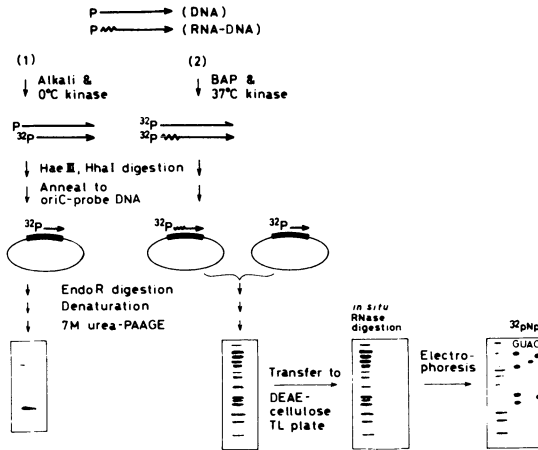 P (DNA)
P (RNA-DNA)
(1) (2)
Alkali & BAP &
0°C kinase 37°C kinase
P 32P
32P 32P
HaeⅢ, HhaI digestion
Anneal to
oriC-probe DNA
32P 32P 32P
EndoR digestion
Denaturation
7M urea-PAAGE
in situ
RNase
digestion
32pNp
GUAC
Transfer to
DEAE-
cellulose
TL plate
Electro-
phoresis